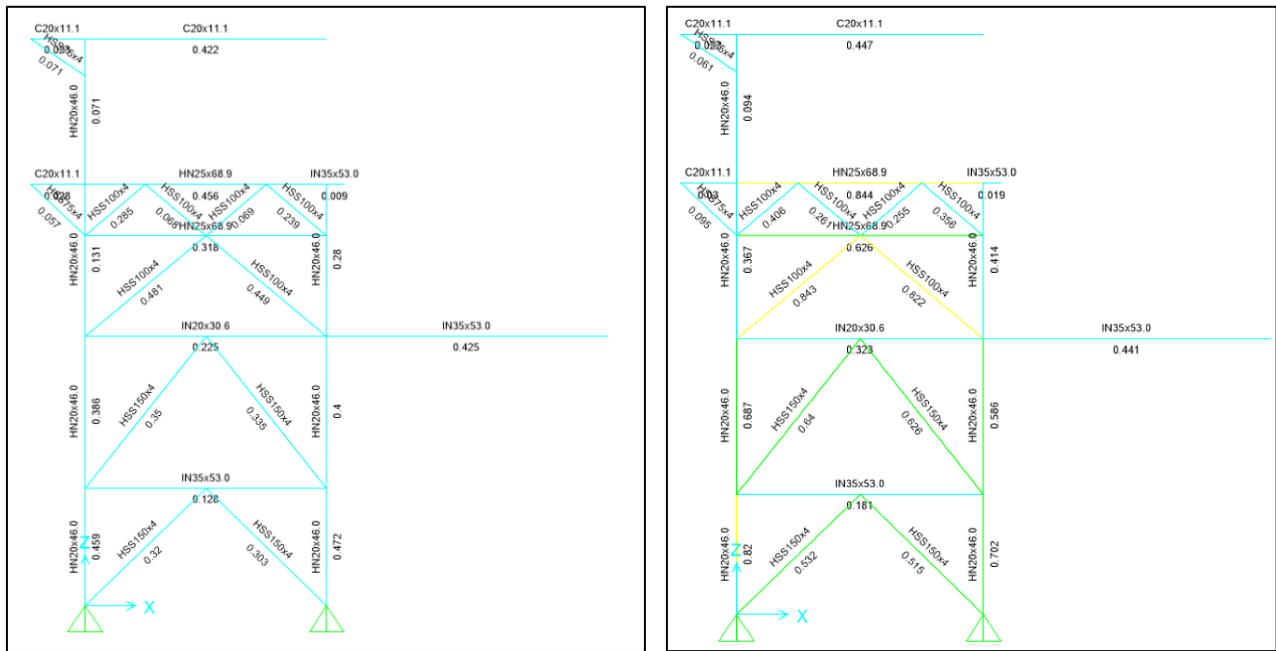 C20x11.1 C20x11.1
0.422
HSS75x4
0.071
HN20x46.0
0.071
C20x11.1 HN25x68.9 IN35x53.0
0.028 0.456 0.009
HSS75x4
0.057
HSS100x4
0.285
HSS100x4
HSS100x4
0.069
HSS100x4
0.239
HN25x68.9
0.318
HN20x46.0
0.131
HN20x46.0
0.28
HSS100x4
0.481
HSS100x4
0.449
IN20x30.6 IN35x53.0
0.225 0.425
HN20x46.0
0.386
HSS150x4
0.35
HSS150x4
0.335
HN20x46.0
0.4
IN35x53.0
0.128
HN20x46.0
0.459
HSS150x4
0.32
HSS150x4
0.303
HN20x46.0
0.472
Z
X
C20x11.1 C20x11.1
0.447
0.061
HN20x46.0
0.094
C20x11.1 HN25x68.9 IN35x53.0
0.03 0.844 0.019
HSS75x4
0.095
HSS100x4
0.406
HSS100x4
0.261
HSS100x4
0.255
HSS100x4
0.356
HN25x68.9
0.626
HN20x46.0
0.367
HN20x46.0
0.414
HSS100x4
0.843
HSS100x4
0.822
IN20x30.6 IN35x53.0
0.323 0.441
HN20x46.0
0.687
HSS150x4
0.64
HSS150x4
0.626
HN20x46.0
0.586
IN35x53.0
0.181
HN20x46.0
0.82
HSS150x4
0.532
HSS150x4
0.515
HN20x46.0
0.702
Z
X